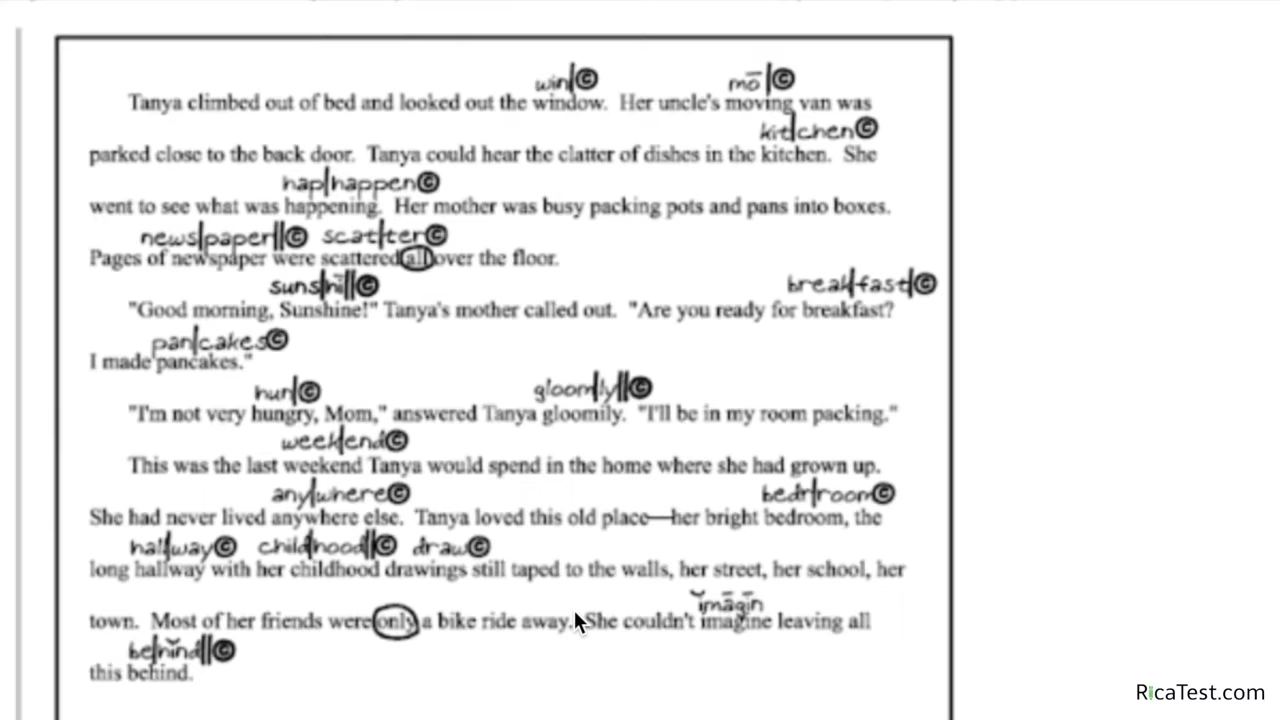 win|© mō|©
Tanya climbed out of bed and looked out the window. Her uncle's moving van was
kit|chen©
parked close to the back door. Tanya could hear the clatter of dishes in the kitchen. She
hap|happen©
went to see what was happening. Her mother was busy packing pots and pans into boxes.
news|paper||© scat|ter©
Pages of newspaper were scattered all over the floor.
suns|hī||© break|fast|©
"Good morning, Sunshine!" Tanya's mother called out. "Are you ready for breakfast?
pan|cakes©
I made pancakes."
hun|© gloom|ly||©
"I'm not very hungry, Mom," answered Tanya gloomily. "I'll be in my room packing."
week|end©
This was the last weekend Tanya would spend in the home where she had grown up.
any|where© bedr|room©
She had never lived anywhere else. Tanya loved this old place—her bright bedroom, the
hall|way© child|hood||© draw©
long hallway with her childhood drawings still taped to the walls, her street, her school, her
ĭmāgīn
town. Most of her friends were only a bike ride away. She couldn't imagine leaving all
be|hĭnd||©
this behind.
RicaTest.com